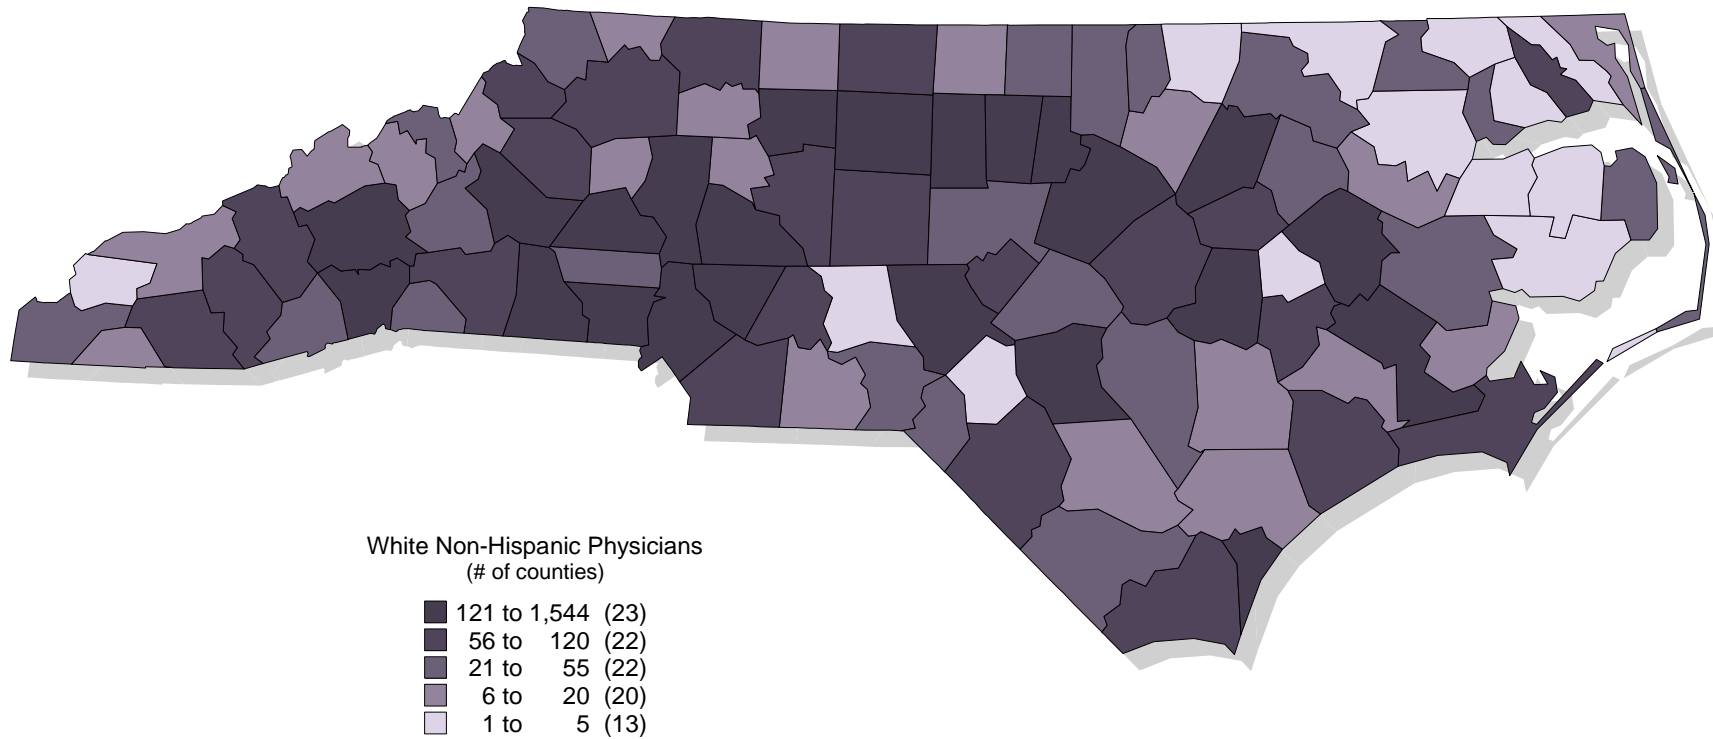 White Non-Hispanic Physicians
(# of counties)
121 to 1,544 (23)
56 to 120 (22)
21 to 55 (22)
6 to 20 (20)
1 to 5 (13)